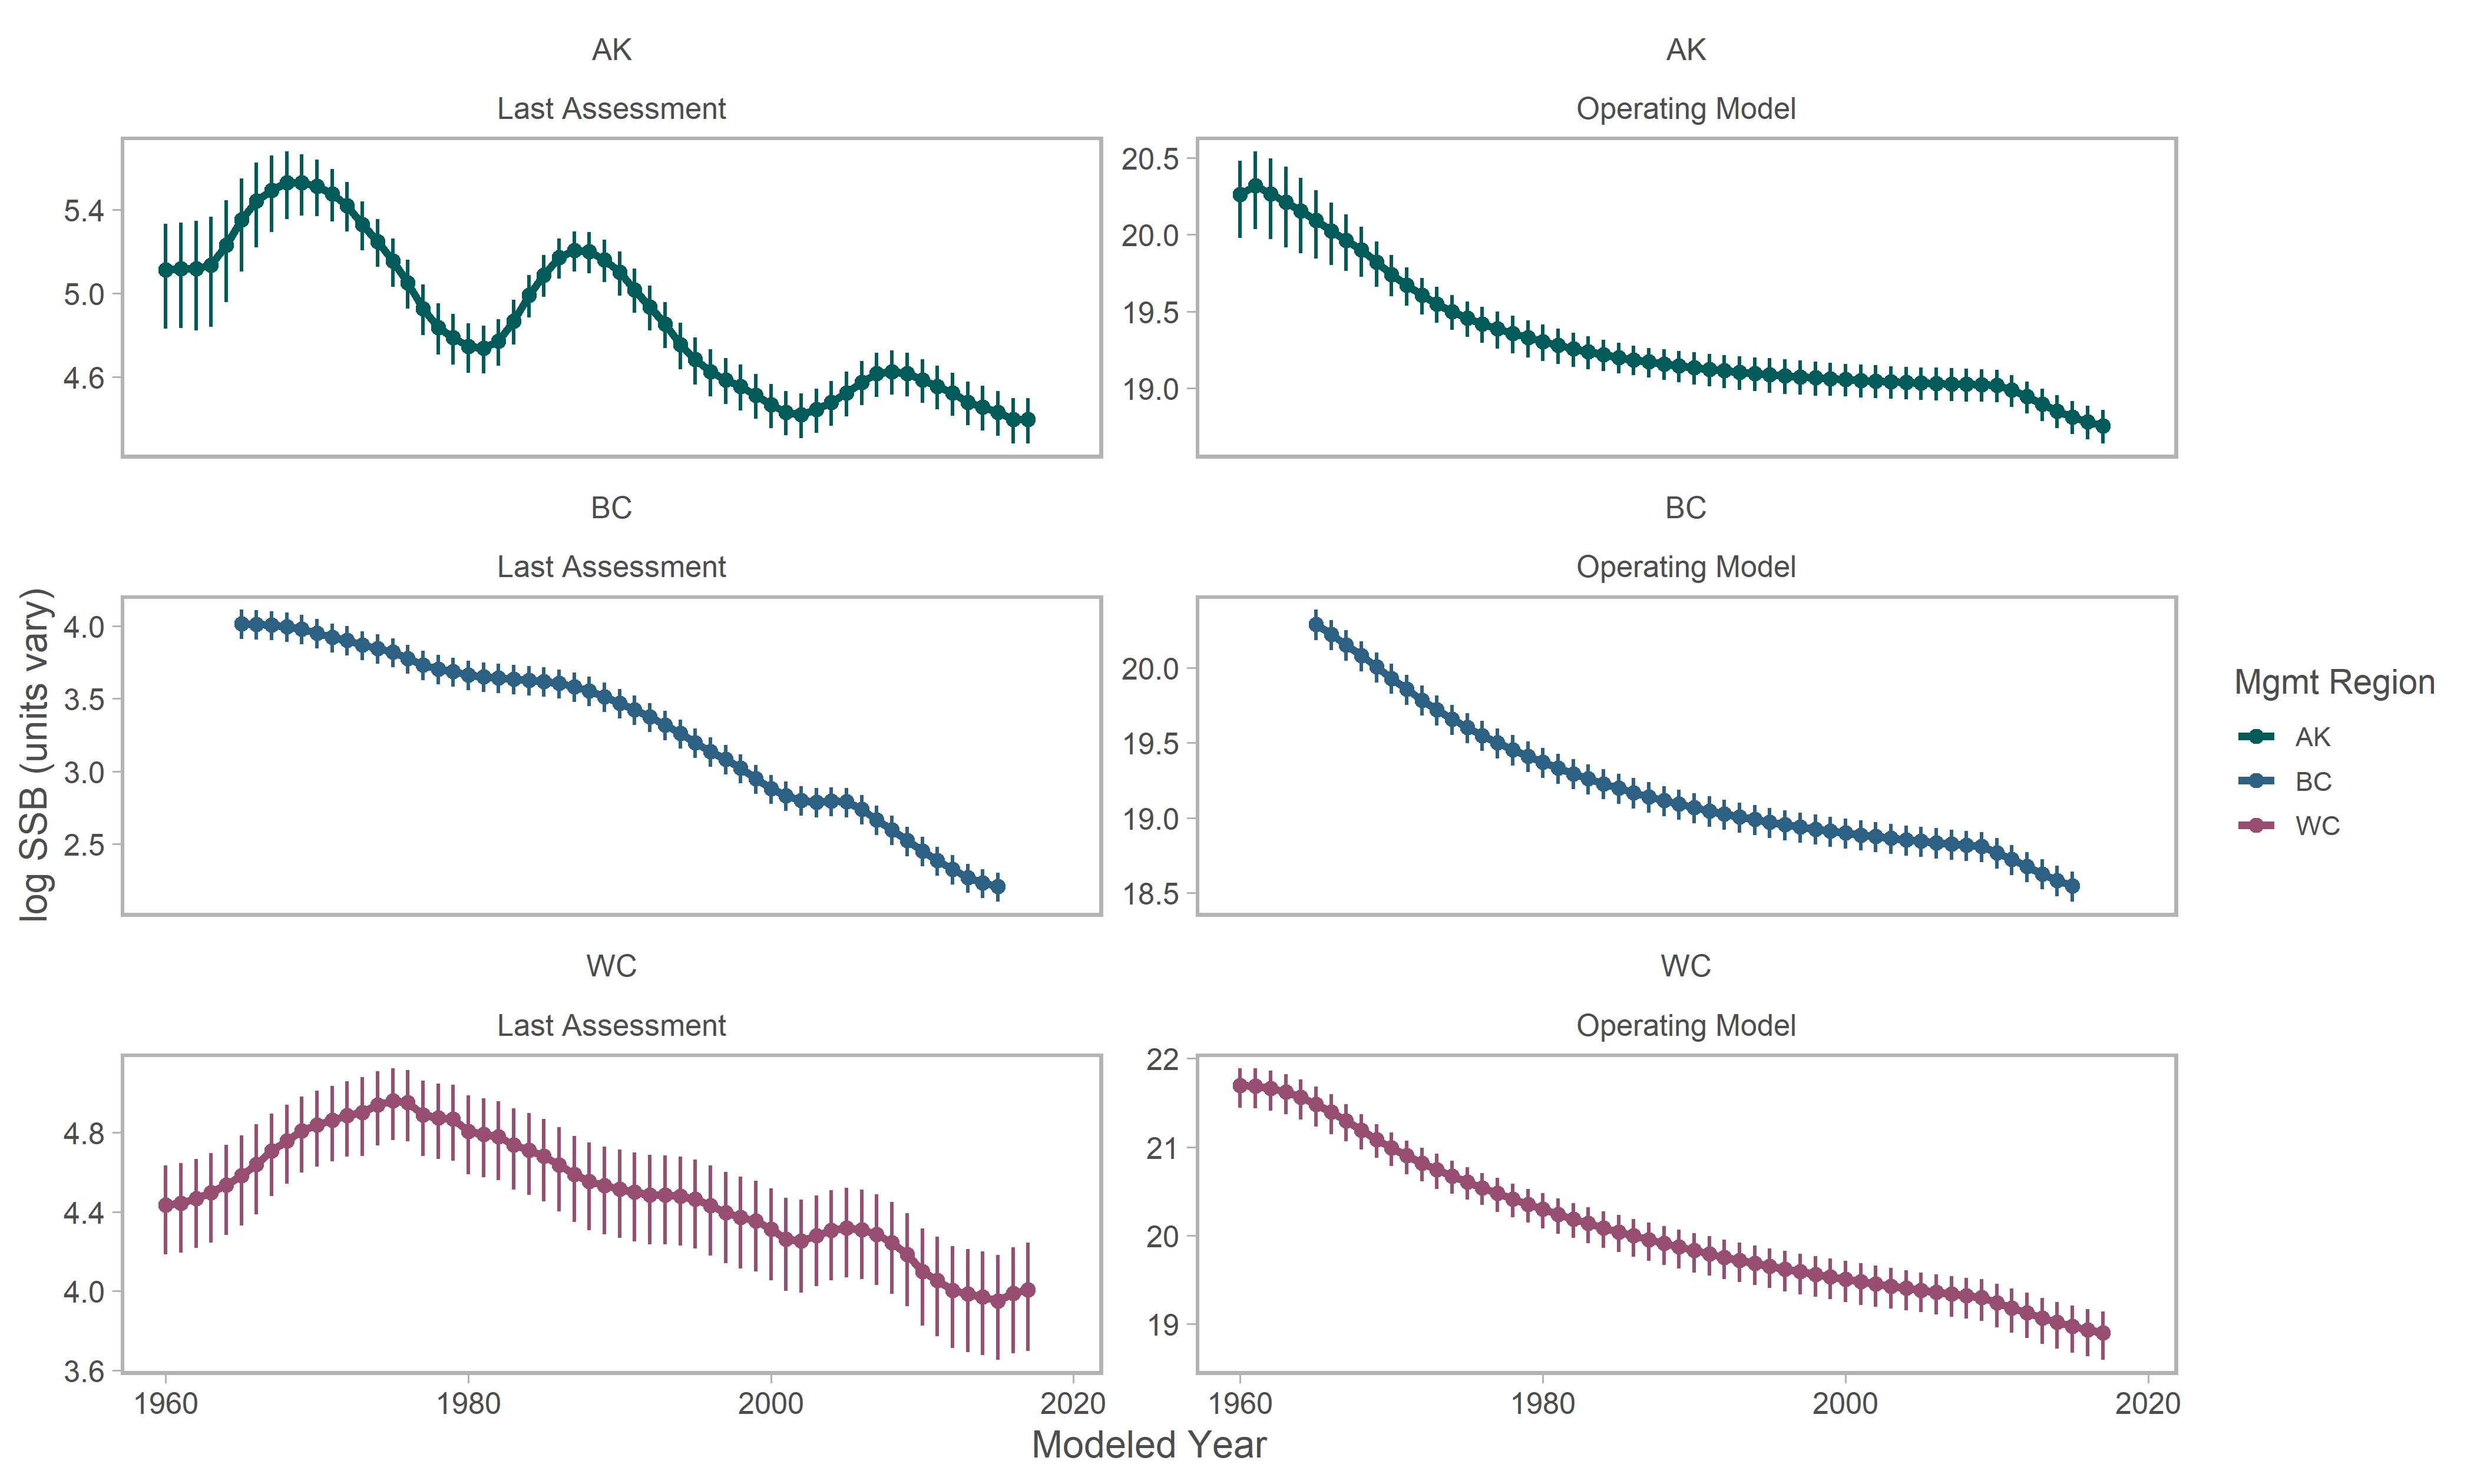 AK
Last Assessment
5.4
5.0
4.6
AK
Operating Model
20.5
20.0
19.5
19.0
BC
Last Assessment
4.0
3.5
3.0
2.5
BC
Operating Model
20.0
19.5
19.0
18.5
WC
Last Assessment
4.8
4.4
4.0
3.6
1960 1980 2000 2020
WC
Operating Model
22
21
20
19
1960 1980 2000 2020
log SSB (units vary)
Modeled Year
Mgmt Region
AK
BC
WC